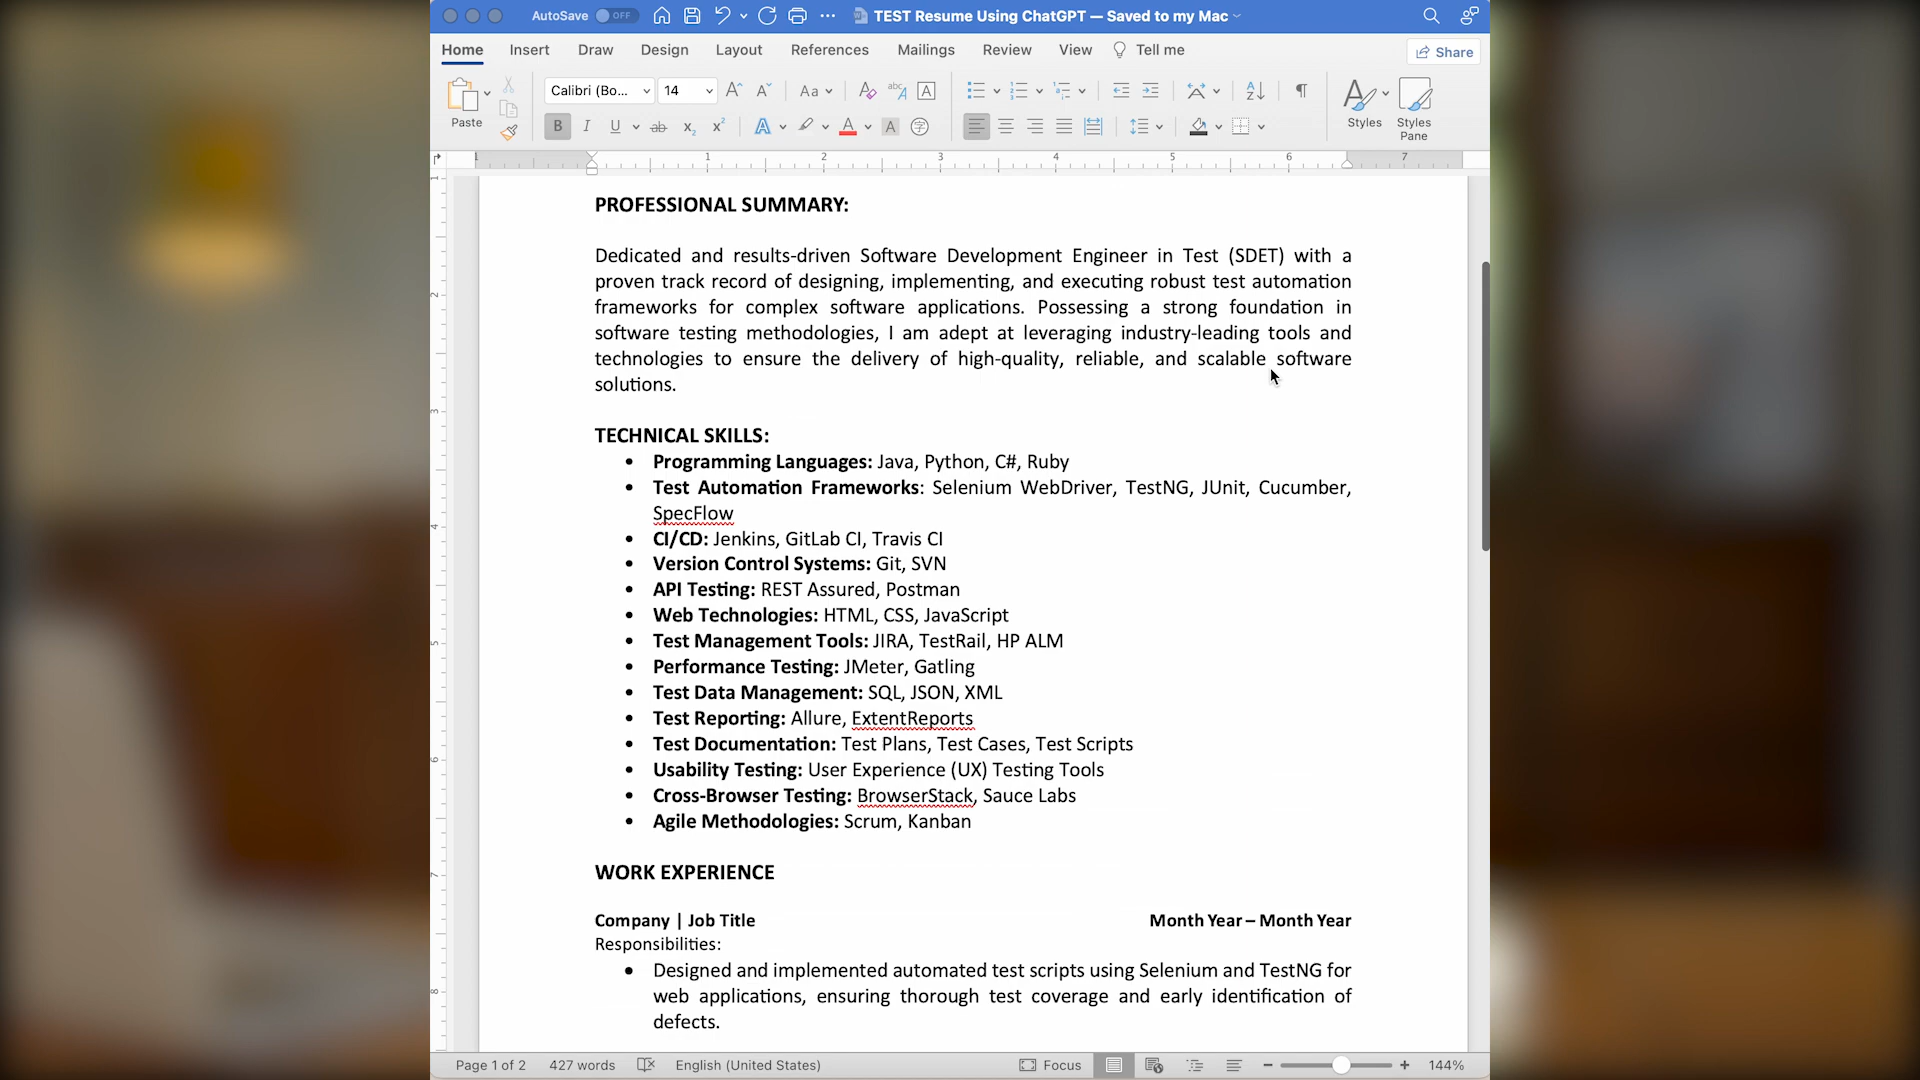 AutoSave OFF TEST Resume Using ChatGPT — Saved to my Mac
Home Insert Draw Design Layout References Mailings Review View Tell me Share
Paste Calibri (Bo... 14 Aa Styles Styles Pane
1 1 2 3 4 5 6 7
PROFESSIONAL SUMMARY:
Dedicated and results-driven Software Development Engineer in Test (SDET) with a
proven track record of designing, implementing, and executing robust test automation
frameworks for complex software applications. Possessing a strong foundation in
software testing methodologies, I am adept at leveraging industry-leading tools and
technologies to ensure the delivery of high-quality, reliable, and scalable software
solutions.
TECHNICAL SKILLS:
• Programming Languages: Java, Python, C#, Ruby
• Test Automation Frameworks: Selenium WebDriver, TestNG, JUnit, Cucumber,
SpecFlow
• CI/CD: Jenkins, GitLab CI, Travis CI
• Version Control Systems: Git, SVN
• API Testing: REST Assured, Postman
• Web Technologies: HTML, CSS, JavaScript
• Test Management Tools: JIRA, TestRail, HP ALM
• Performance Testing: JMeter, Gatling
• Test Data Management: SQL, JSON, XML
• Test Reporting: Allure, ExtentReports
• Test Documentation: Test Plans, Test Cases, Test Scripts
• Usability Testing: User Experience (UX) Testing Tools
• Cross-Browser Testing: BrowserStack, Sauce Labs
• Agile Methodologies: Scrum, Kanban
WORK EXPERIENCE
Company | Job Title Month Year – Month Year
Responsibilities:
• Designed and implemented automated test scripts using Selenium and TestNG for
web applications, ensuring thorough test coverage and early identification of
defects.
Page 1 of 2 427 words English (United States) Focus 144%